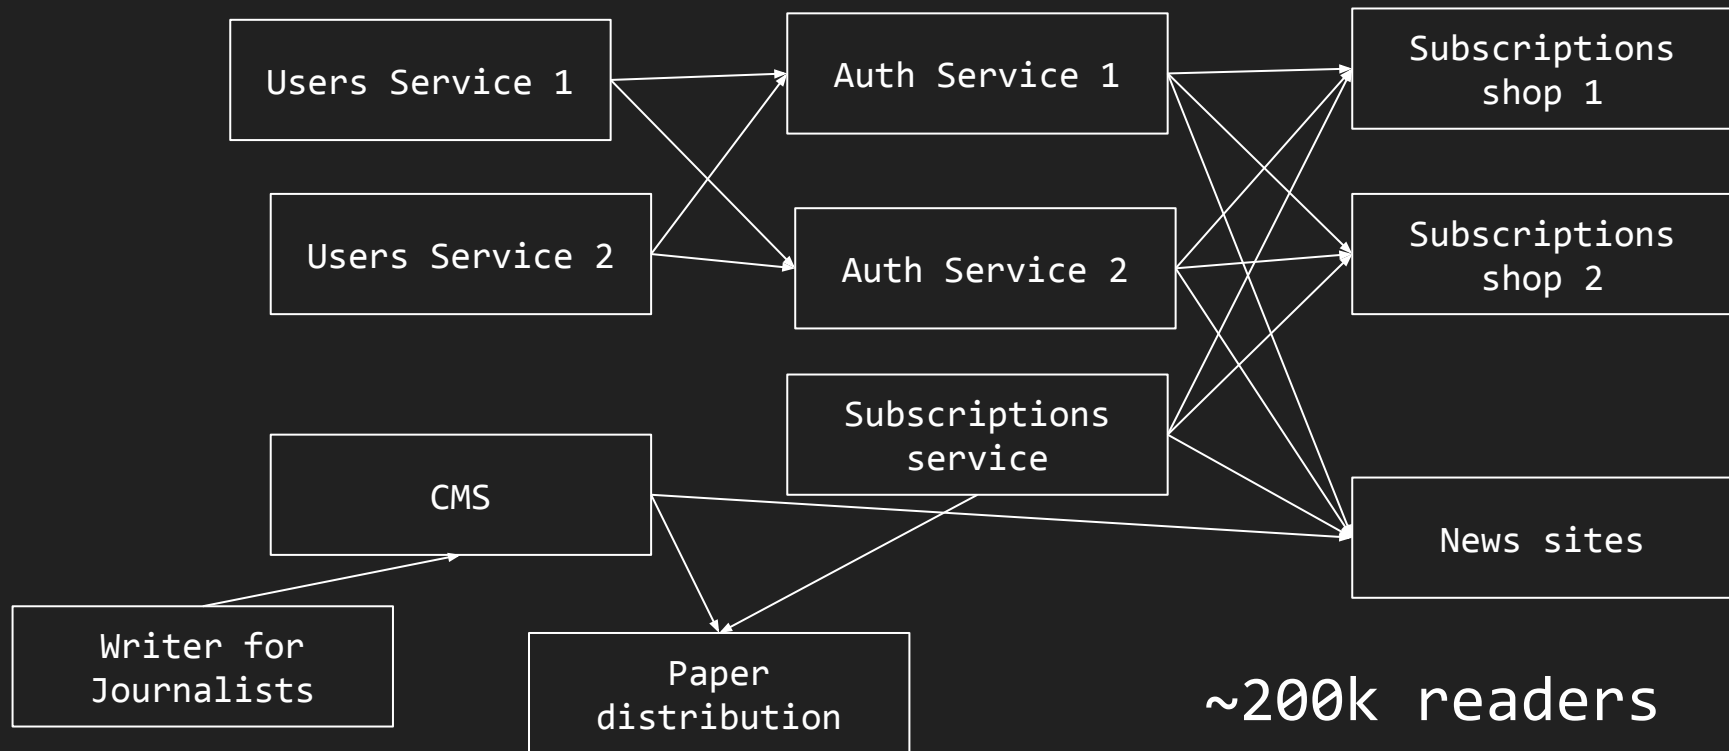 Users Service 1
Auth Service 1
Subscriptions
shop 1
Users Service 2
Auth Service 2
Subscriptions
shop 2
Subscriptions
service
CMS
News sites
Writer for
Journalists
Paper
distribution
~200k readers